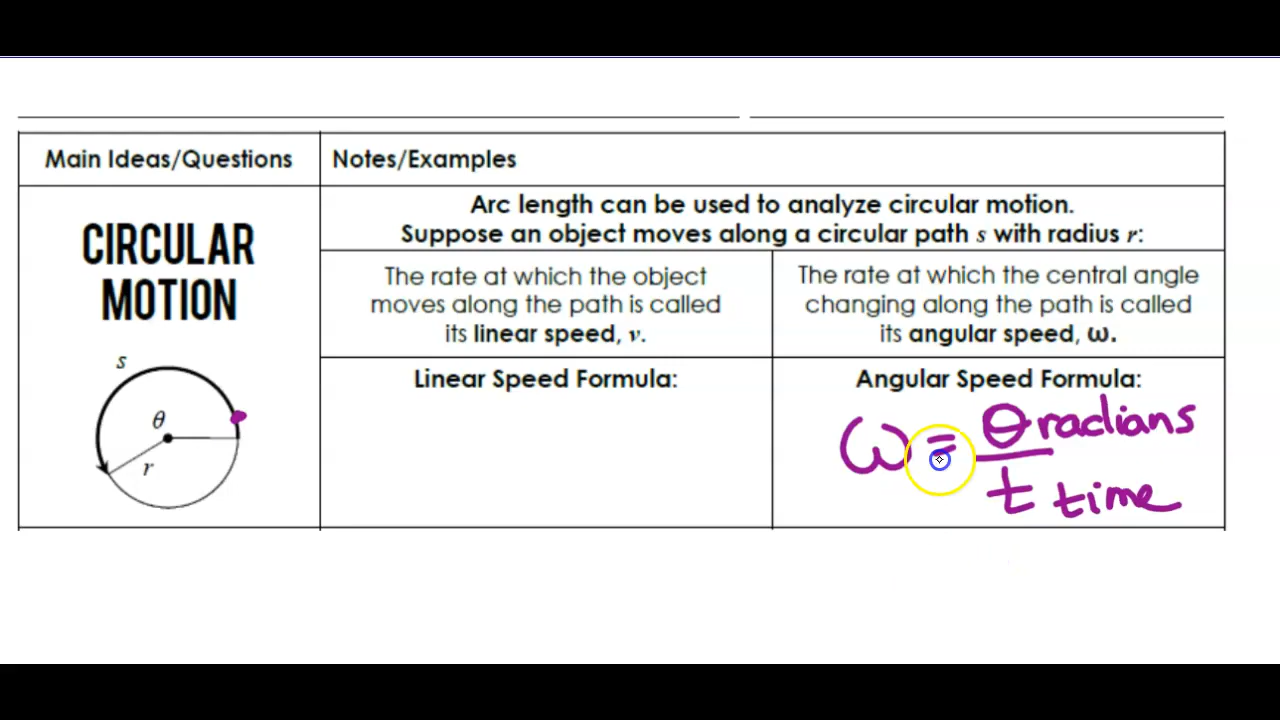 Main Ideas/Questions
Notes/Examples
CIRCULAR
MOTION
s
θ
r
Arc length can be used to analyze circular motion.
Suppose an object moves along a circular path s with radius r:
The rate at which the object
moves along the path is called
its linear speed, v.
The rate at which the central angle
changing along the path is called
its angular speed, ω.
Linear Speed Formula:
Angular Speed Formula:
ω = θ radians
t time